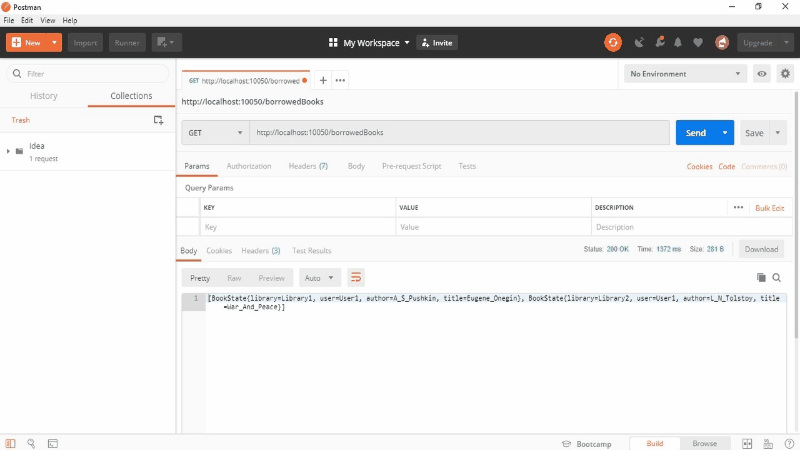 Postman
File Edit View Help
New Import Runner My Workspace Invite Upgrade
Filter
History Collections
Trash
Idea
1 request
GET http://localhost:10050/borrowed
No Environment
http://localhost:10050/borrowedBooks
GET http://localhost:10050/borrowedBooks Send Save
Params Authorization Headers (7) Body Pre-request Script Tests Cookies Code Comments (0)
Query Params
KEY VALUE DESCRIPTION Bulk Edit
Key Value Description
Body Cookies Headers (3) Test Results Status: 200 OK Time: 1372 ms Size: 281 B Download
Pretty Raw Preview Auto
1 [BookState{library=Library1, user=User1, author=A_S_Pushkin, title=Eugene_Onegin}, BookState{library=Library2, user=User1, author=L_N_Tolstoy, title
=War_And_Peace}]
Bootcamp Build Browse